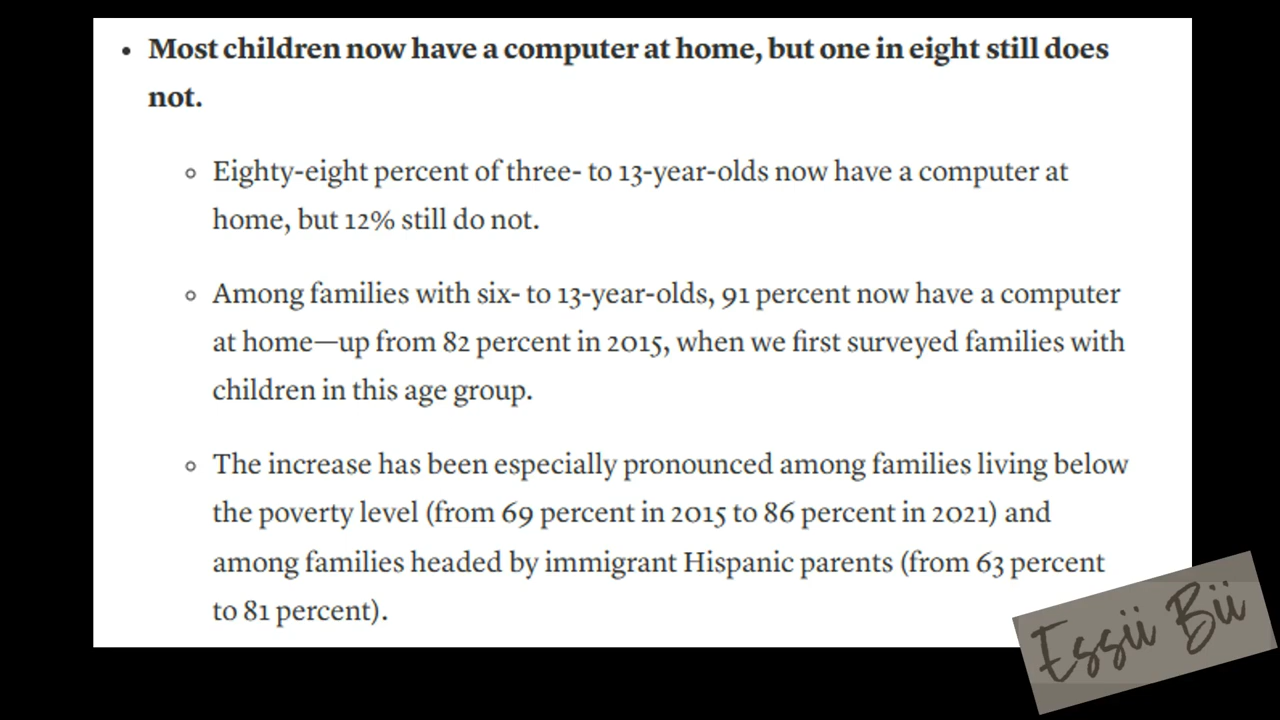 • Most children now have a computer at home, but one in eight still does
not.
◦ Eighty-eight percent of three- to 13-year-olds now have a computer at
home, but 12% still do not.
◦ Among families with six- to 13-year-olds, 91 percent now have a computer
at home—up from 82 percent in 2015, when we first surveyed families with
children in this age group.
◦ The increase has been especially pronounced among families living below
the poverty level (from 69 percent in 2015 to 86 percent in 2021) and
among families headed by immigrant Hispanic parents (from 63 percent
to 81 percent).
Essii Bii